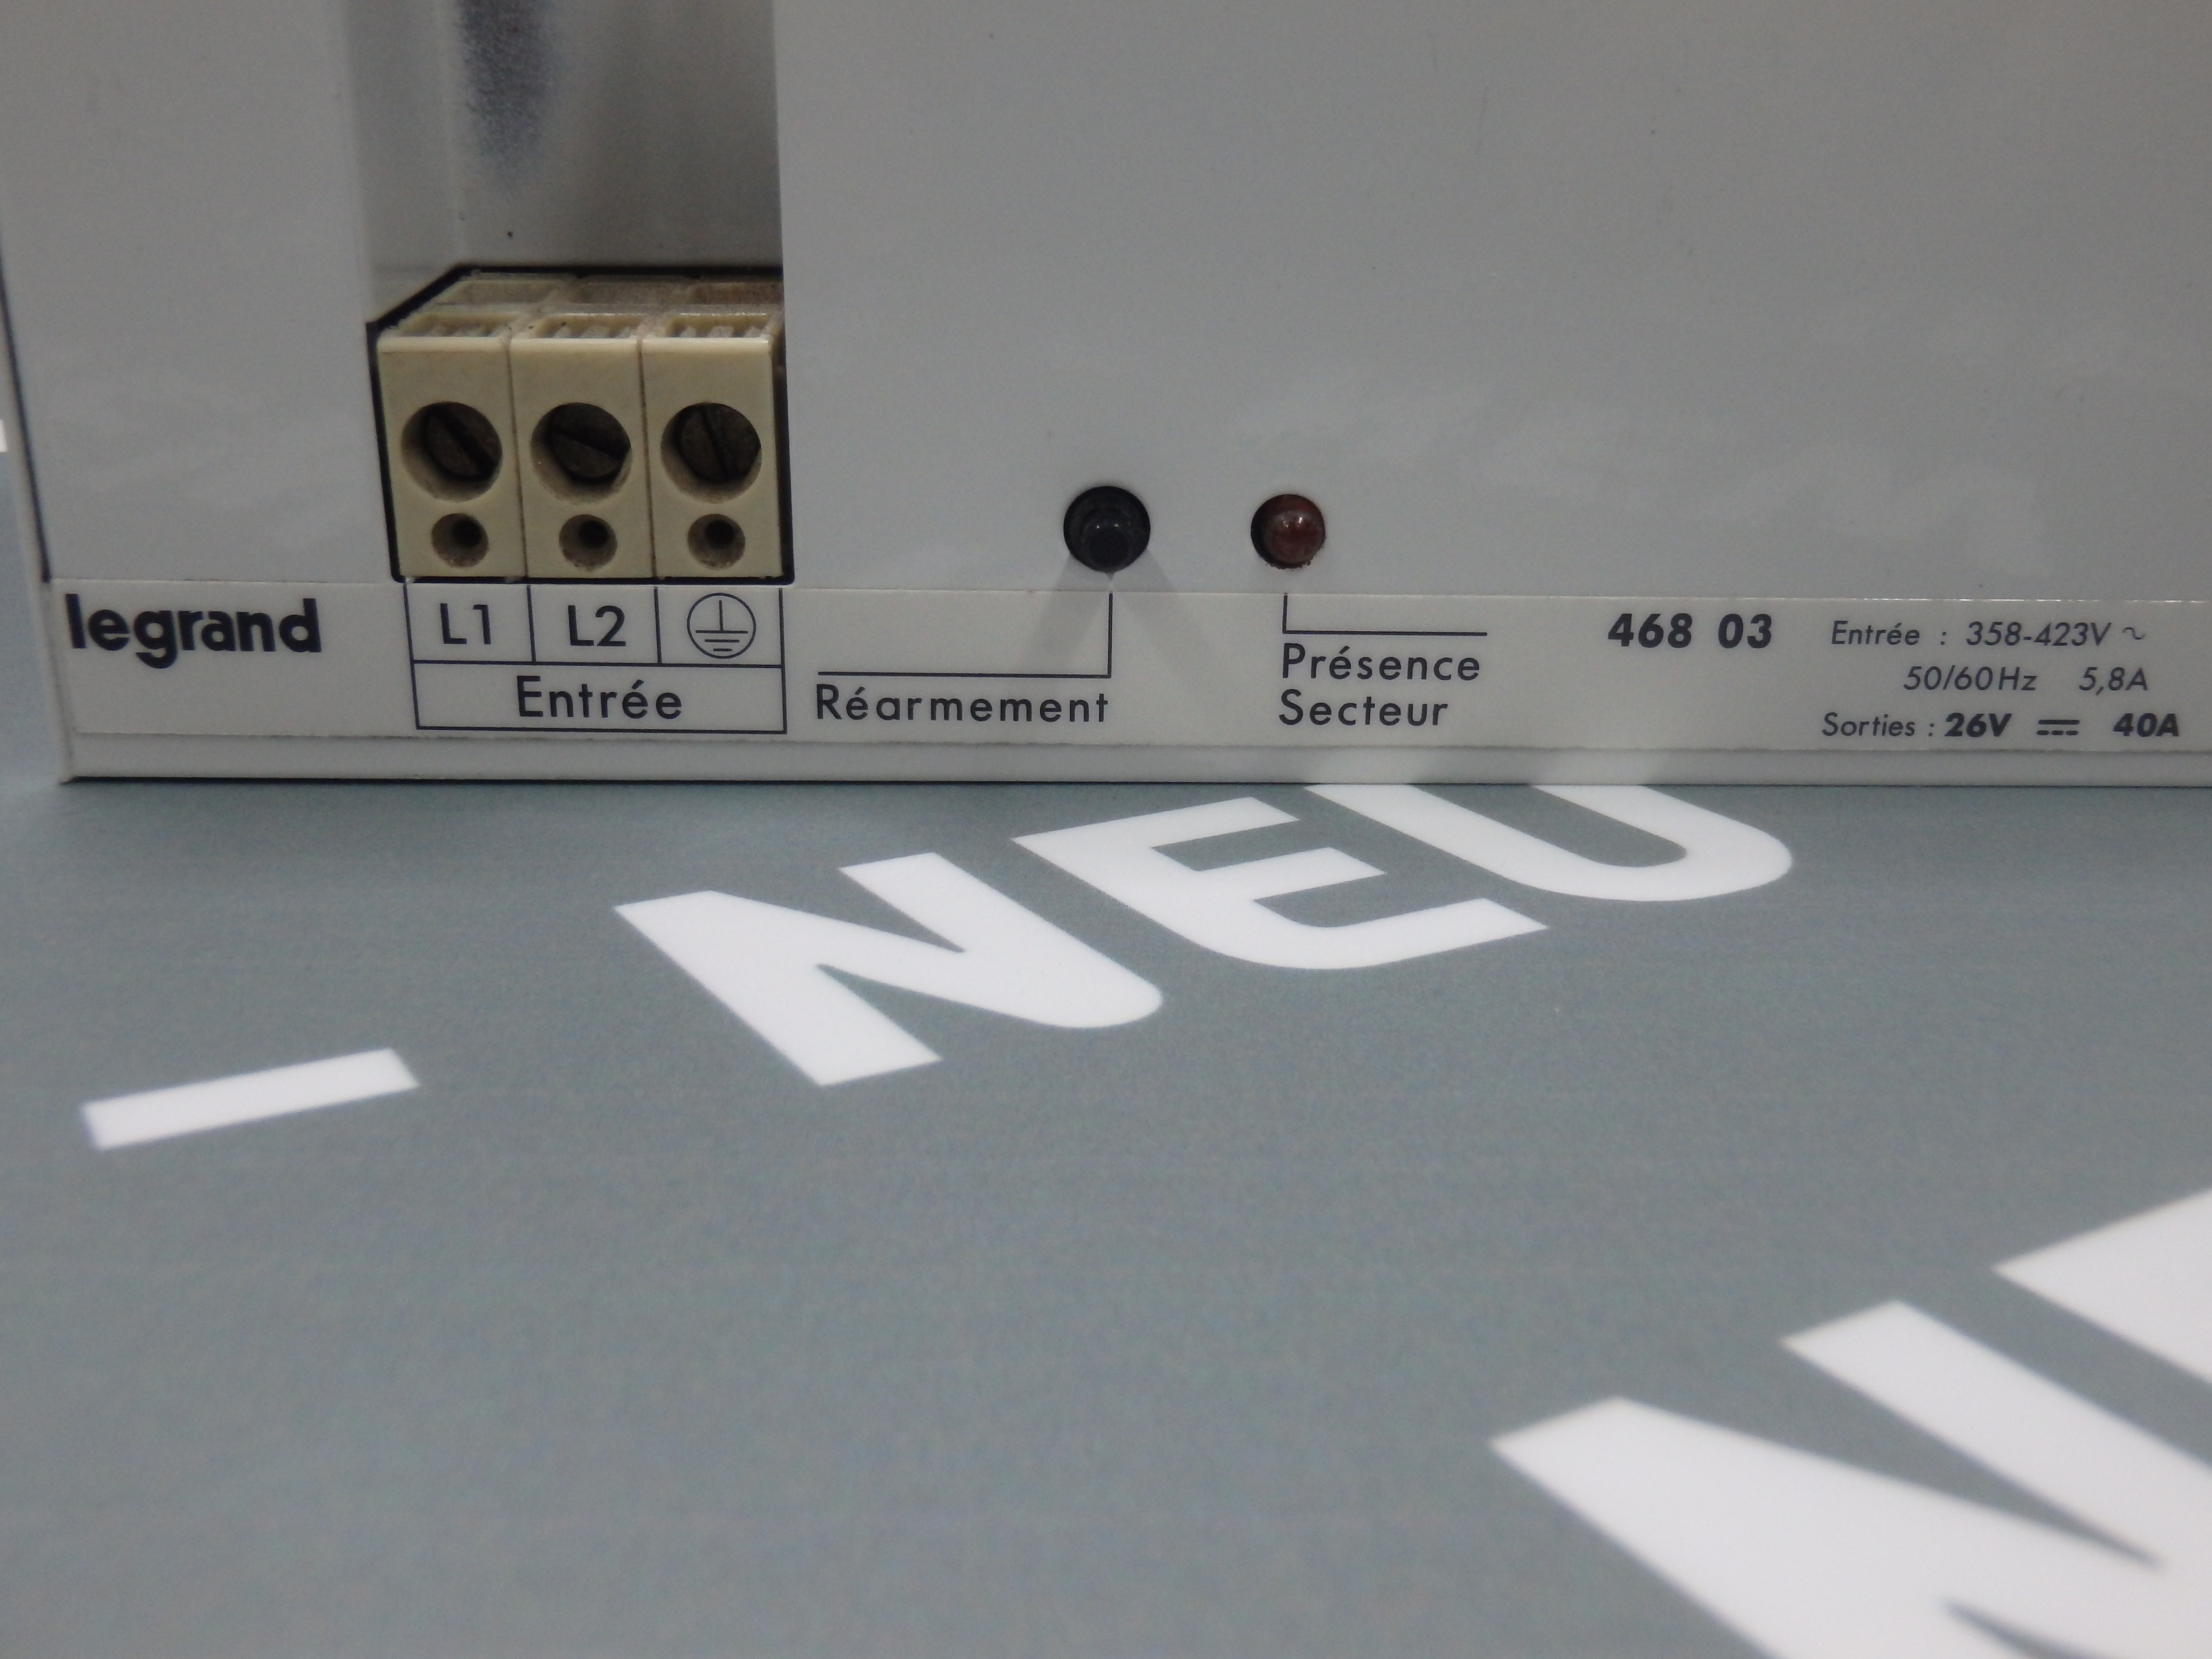 legrand
L1 L2
Entrée
Réarmement
Présence
Secteur
468 03
Entrée : 358-423V ~
50/60Hz 5,8A
Sorties : 26V ⎓ 40A
- NEU